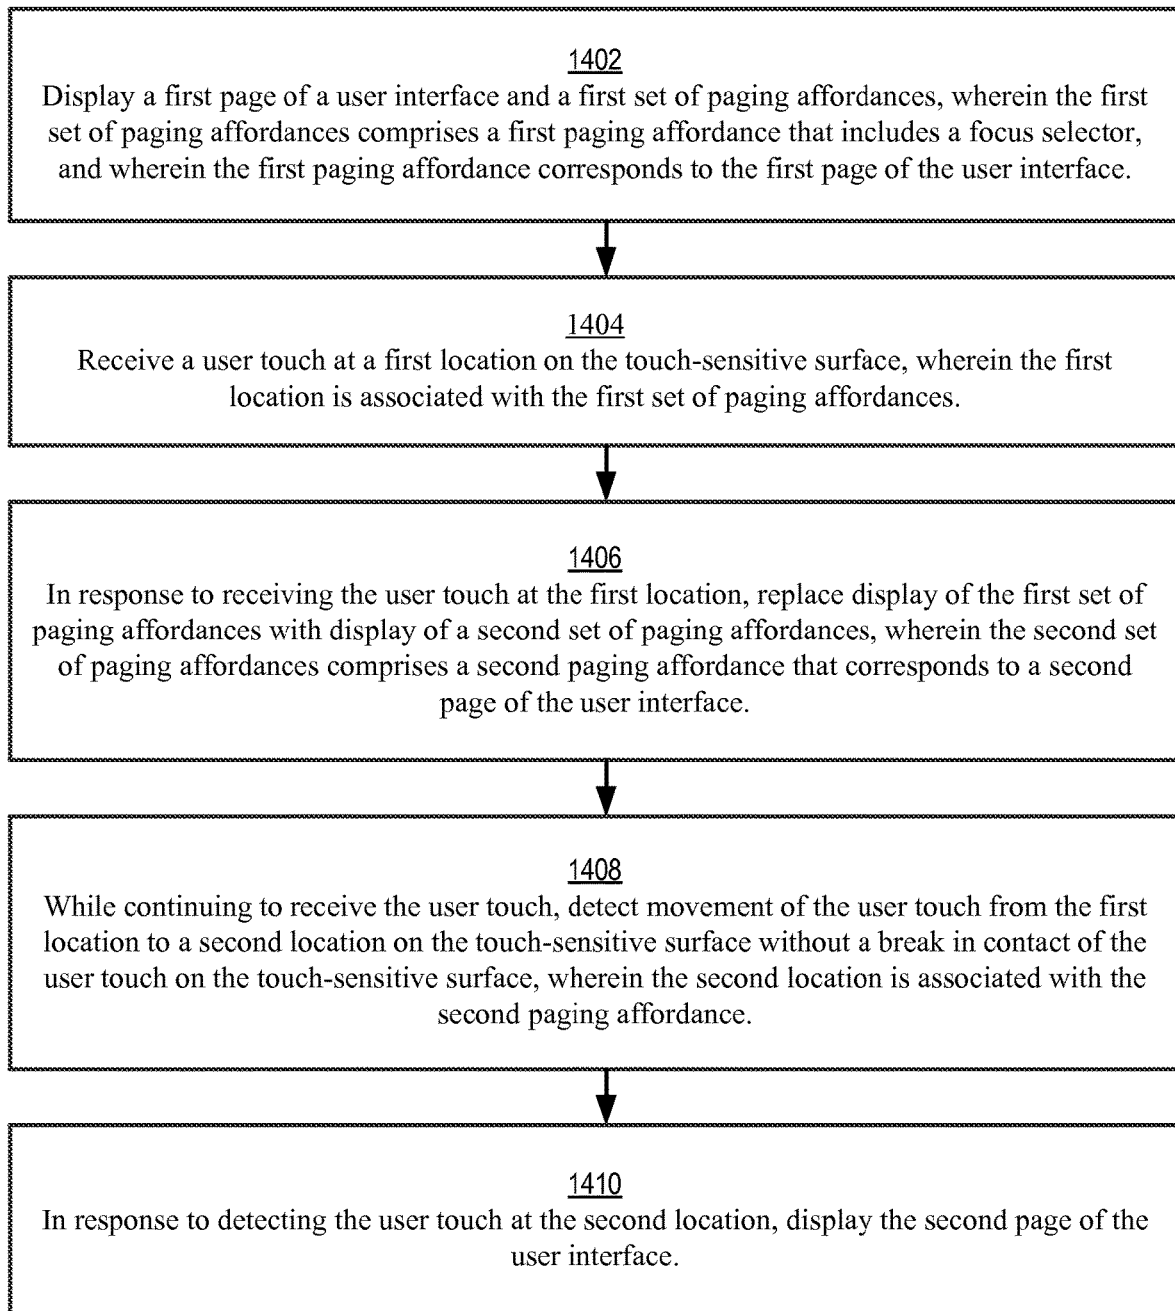 1402
Display a first page of a user interface and a first set of paging affordances, wherein the first
set of paging affordances comprises a first paging affordance that includes a focus selector,
and wherein the first paging affordance corresponds to the first page of the user interface.
1404
Receive a user touch at a first location on the touch-sensitive surface, wherein the first
location is associated with the first set of paging affordances.
1406
In response to receiving the user touch at the first location, replace display of the first set of
paging affordances with display of a second set of paging affordances, wherein the second set
of paging affordances comprises a second paging affordance that corresponds to a second
page of the user interface.
1408
While continuing to receive the user touch, detect movement of the user touch from the first
location to a second location on the touch-sensitive surface without a break in contact of the
user touch on the touch-sensitive surface, wherein the second location is associated with the
second paging affordance.
1410
In response to detecting the user touch at the second location, display the second page of the
user interface.